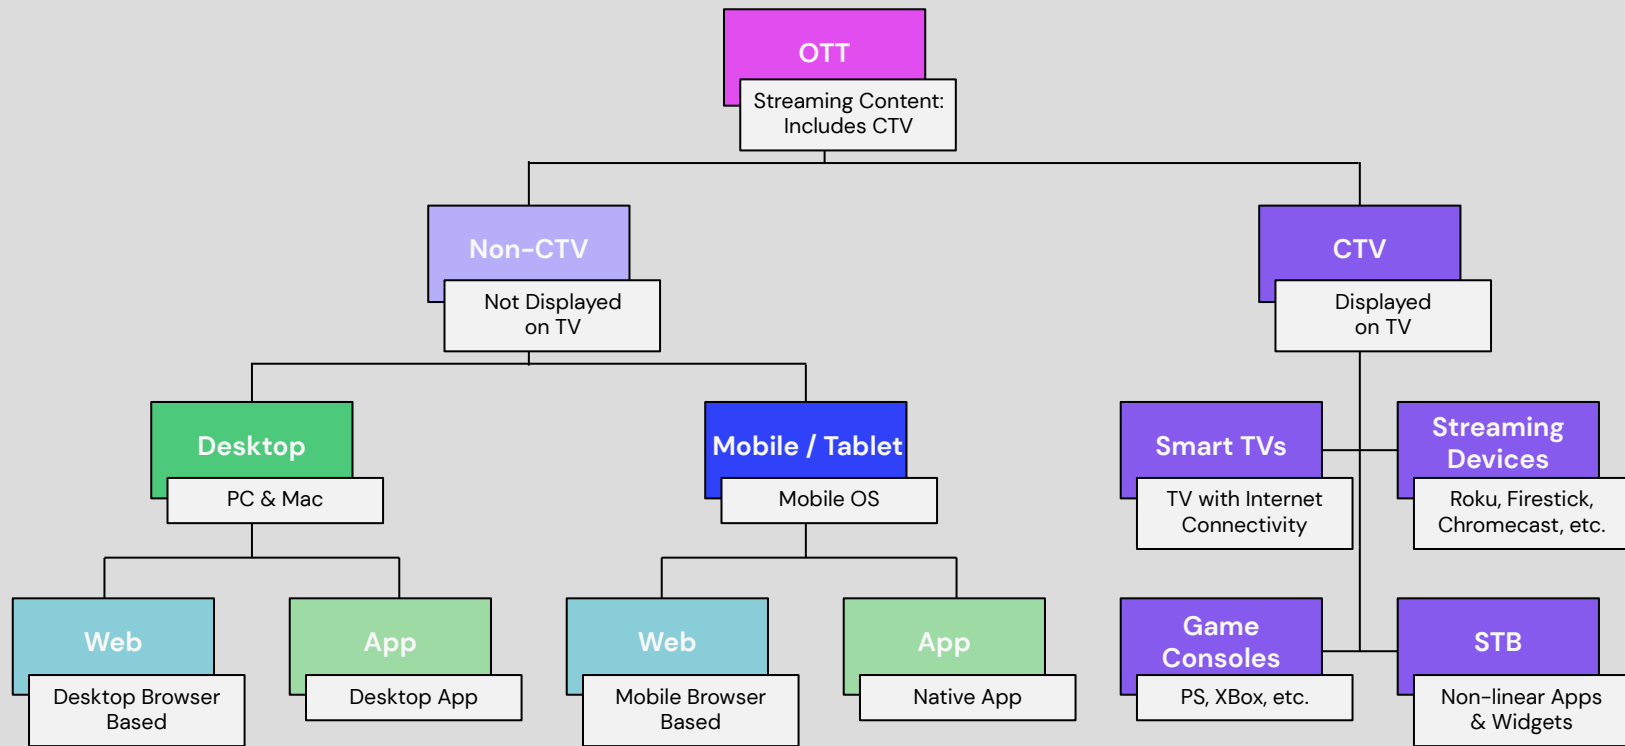 OTT
Streaming Content:
Includes CTV
Non-CTV
Not Displayed
on TV
CTV
Displayed
on TV
Desktop
PC & Mac
Mobile / Tablet
Mobile OS
Smart TVs
TV with Internet
Connectivity
Streaming
Devices
Roku, Firestick,
Chromecast, etc.
Web
Desktop Browser
Based
App
Desktop App
Web
Mobile Browser
Based
App
Native App
Game
Consoles
PS, XBox, etc.
STB
Non-linear Apps
& Widgets